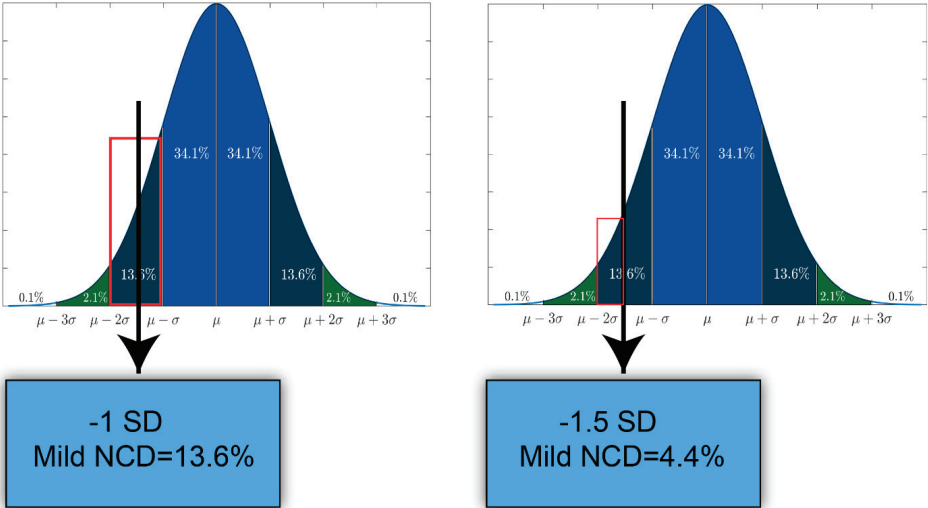 34.1% 34.1%
13.6% 13.6%
0.1% 2.1% 2.1% 0.1%
μ − 3σ μ − 2σ μ − σ μ μ + σ μ + 2σ μ + 3σ
-1 SD
Mild NCD=13.6%
34.1% 34.1%
13.6% 13.6%
0.1% 2.1% 2.1% 0.1%
μ − 3σ μ − 2σ μ − σ μ μ + σ μ + 2σ μ + 3σ
-1.5 SD
Mild NCD=4.4%